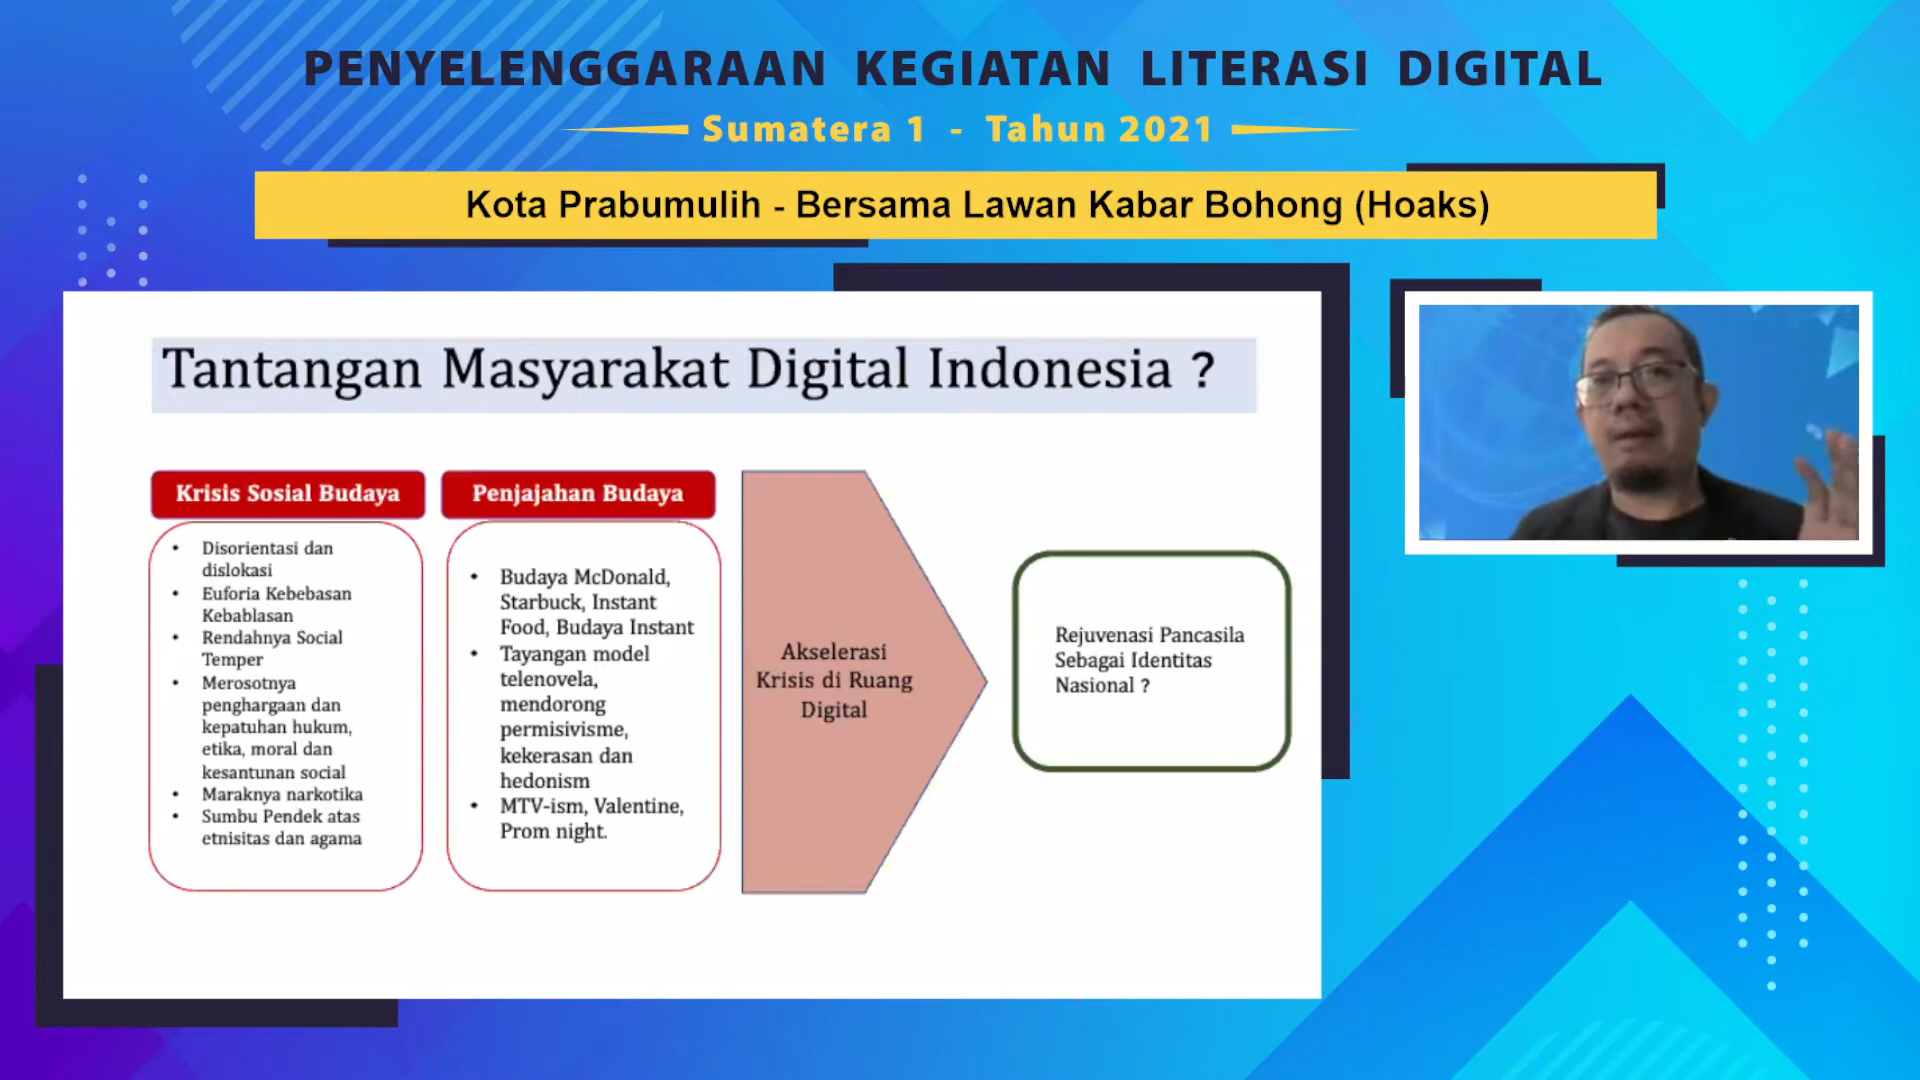 PENYELENGGARAAN KEGIATAN LITERASI DIGITAL
Sumatera 1 - Tahun 2021
Kota Prabumulih - Bersama Lawan Kabar Bohong (Hoaks)
Tantangan Masyarakat Digital Indonesia ?
Krisis Sosial Budaya
• Disorientasi dan
dislokasi
• Euforia Kebebasan
Kebablasan
• Rendahnya Social
Temper
• Merosotnya
penghargaan dan
kepatuhan hukum,
etika, moral dan
kesantunan social
• Maraknya narkotika
• Sumbu Pendek atas
etnisitas dan agama
Penjajahan Budaya
• Budaya McDonald,
Starbuck, Instant
Food, Budaya Instant
• Tayangan model
telenovela,
mendorong
permisivisme,
kekerasan dan
hedonism
• MTV-ism, Valentine,
Prom night.
Akselerasi
Krisis di Ruang
Digital
Rejuvenasi Pancasila
Sebagai Identitas
Nasional ?